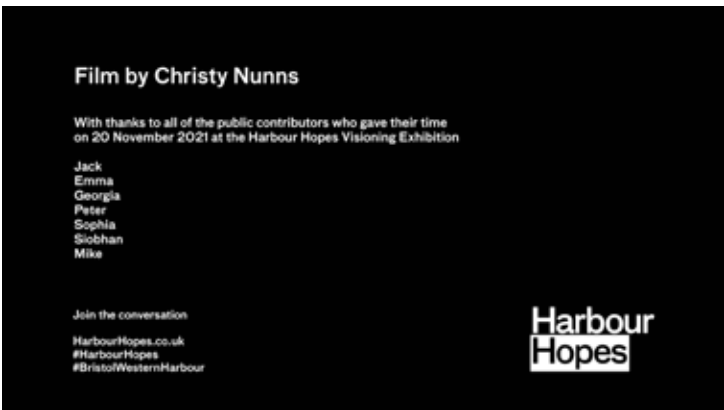 Film by Christy Nunns
With thanks to all of the public contributors who gave their time
on 20 November 2021 at the Harbour Hopes Visioning Exhibition
Jack
Emma
Georgia
Peter
Sophia
Siobhan
Mike
Join the conversation
HarbourHopes.co.uk
#HarbourHopes
#BristolWesternHarbour
Harbour
Hopes